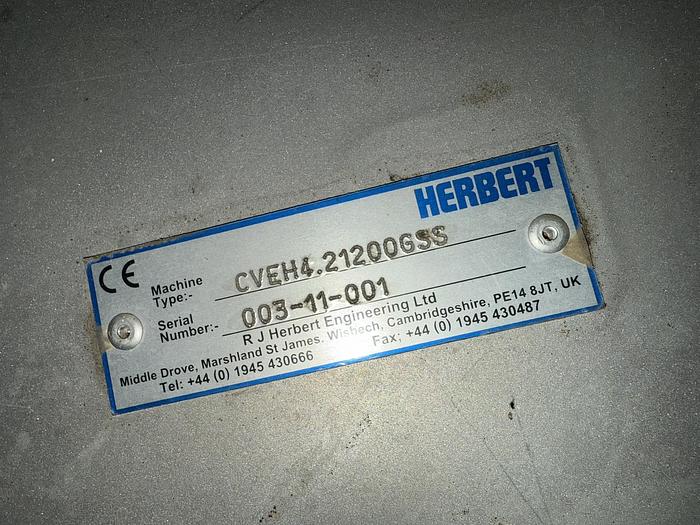 HERBERT
CE
Machine Type:- CVEH4.21200GSS
Serial Number:- 003-11-001
R J Herbert Engineering Ltd
Middle Drove, Marshland St James. Wisbech, Cambridgeshire, PE14 8JT, UK
Tel: +44 (0) 1945 430666 Fax; +44 (0) 1945 430487